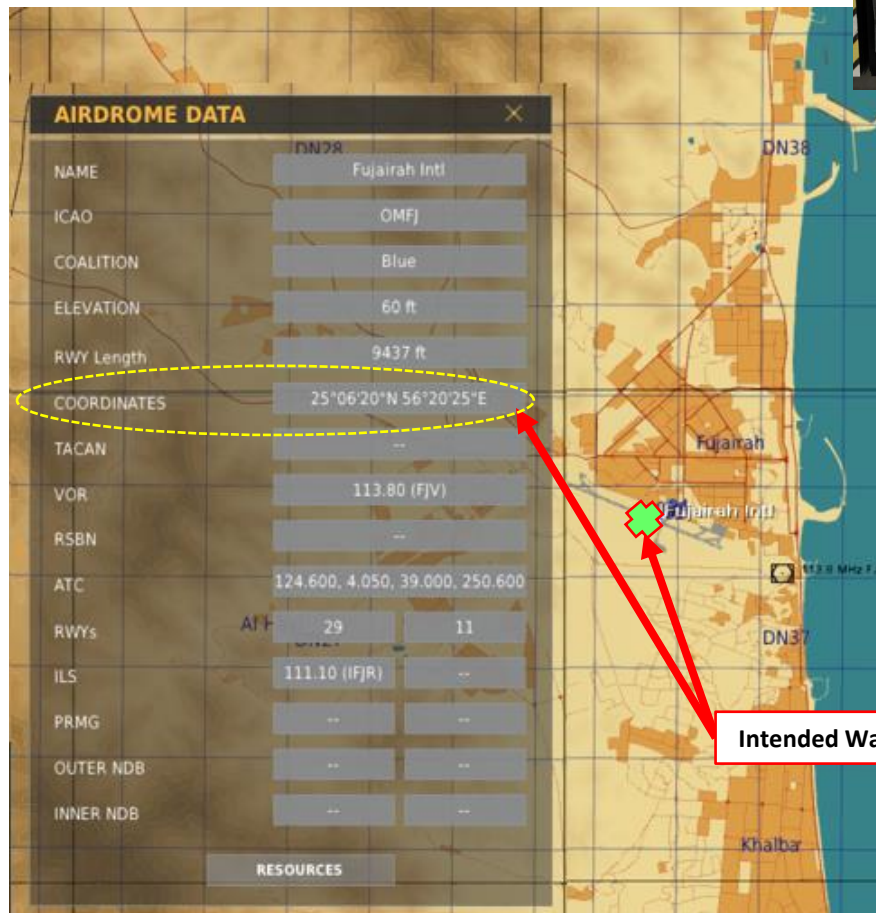 AIRDROME DATA ×
NAME Fujairah Intl
ICAO OMFJ
COALITION Blue
ELEVATION 60 ft
RWY Length 9437 ft
COORDINATES 25°06'20"N 56°20'25"E
TACAN --
VOR 113.80 (FJV)
RSBN --
ATC 124.600, 4.050, 39.000, 250.600
RWYs 29 11
ILS 111.10 (IFJR) --
PRMG -- --
OUTER NDB -- --
INNER NDB -- --
RESOURCES
DN28
DN38
Fujairah
Fujairah Intl
113.8 MHz F
DN37
Intended Wa
Khalbar